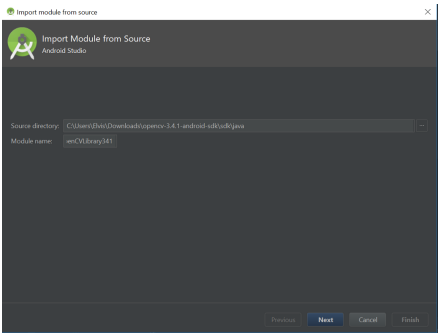 Import module from source
Import Module from Source
Android Studio
Source directory: C:\Users\Elvis\Downloads\opencv-3.4.1-android-sdk\sdk\java
Module name: enCVLibrary341
Previous Next Cancel Finish